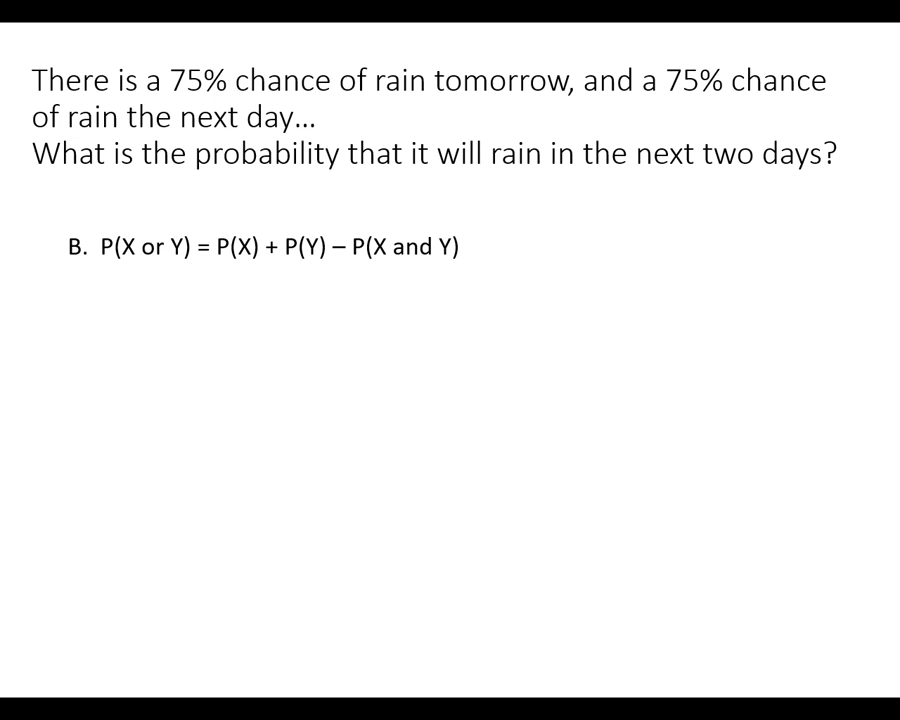 There is a 75% chance of rain tomorrow, and a 75% chance
of rain the next day...
What is the probability that it will rain in the next two days?
B. P(X or Y) = P(X) + P(Y) – P(X and Y)